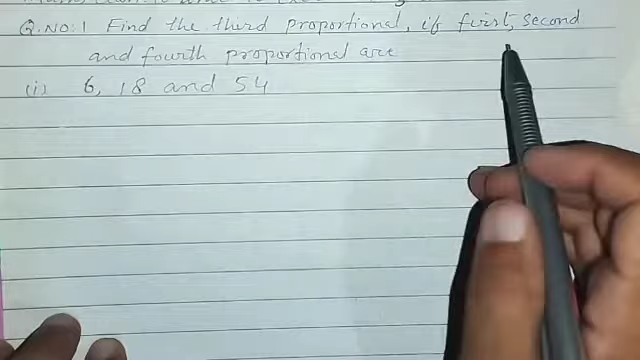 Q.NO:1 Find the third proportional, if first, second
and fourth proportional are
(i) 6, 18 and 54